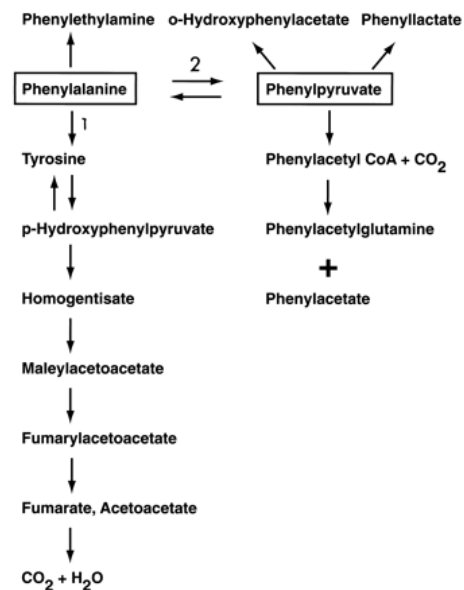 Phenylethylamine o-Hydroxyphenylacetate Phenyllactate
2
Phenylalanine Phenylpyruvate
1
Tyrosine Phenylacetyl CoA + CO2
p-Hydroxyphenylpyruvate Phenylacetylglutamine
+
Homogentisate Phenylacetate
Maleylacetoacetate
Fumarylacetoacetate
Fumarate, Acetoacetate
CO2 + H2O